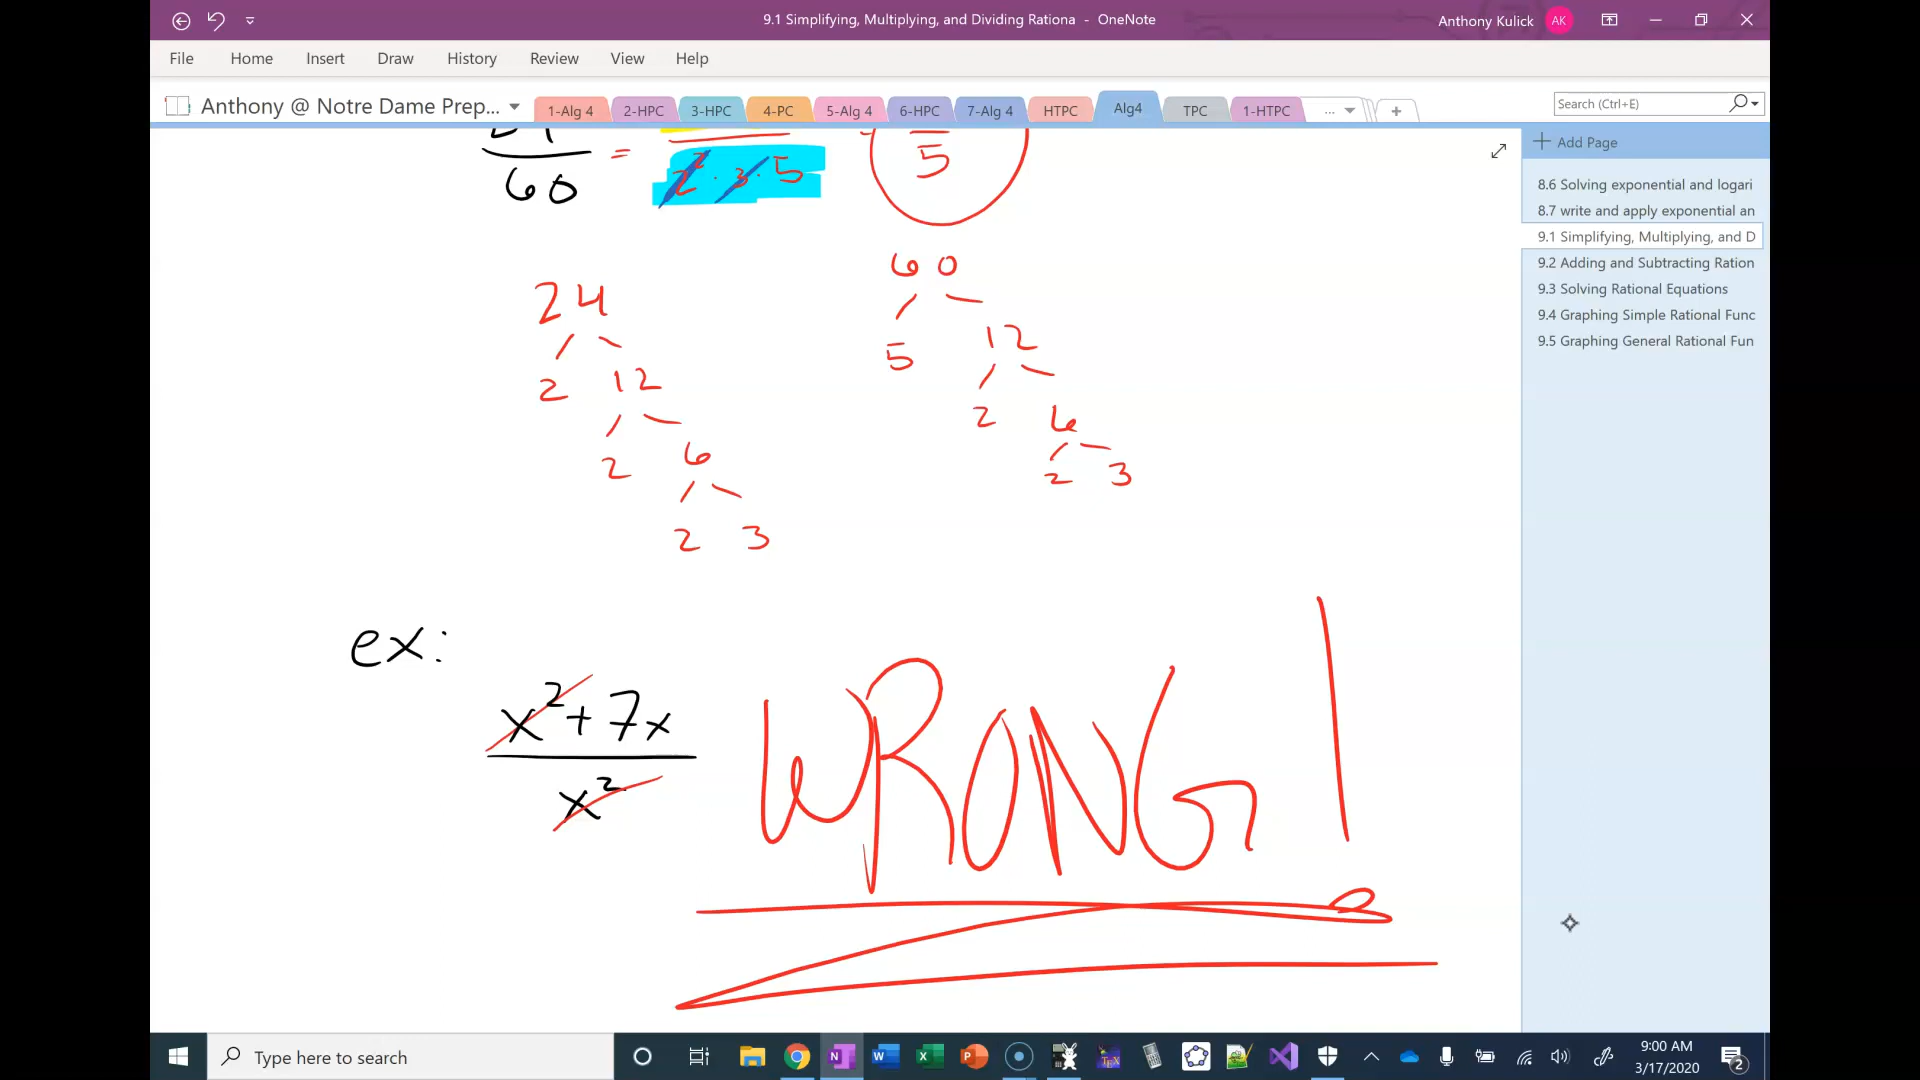 9.1 Simplifying, Multiplying, and Dividing Rationa - OneNote
Anthony Kulick AK
File Home Insert Draw History Review View Help
Anthony @ Notre Dame Prep...
1-Alg 4 2-HPC 3-HPC 4-PC 5-Alg 4 6-HPC 7-Alg 4 HTPC Alg4 TPC 1-HTPC ... +
Search (Ctrl+E)
Add Page
8.6 Solving exponential and logari
8.7 write and apply exponential an
9.1 Simplifying, Multiplying, and D
9.2 Adding and Subtracting Ration
9.3 Solving Rational Equations
9.4 Graphing Simple Rational Func
9.5 Graphing General Rational Fun
= 2² · 3 · 5
60
5
24
2 12
2 6
2 3
60
5 12
2 6
2 3
ex:
x² + 7x
x²
WRONG!
Type here to search
9:00 AM
3/17/2020
2